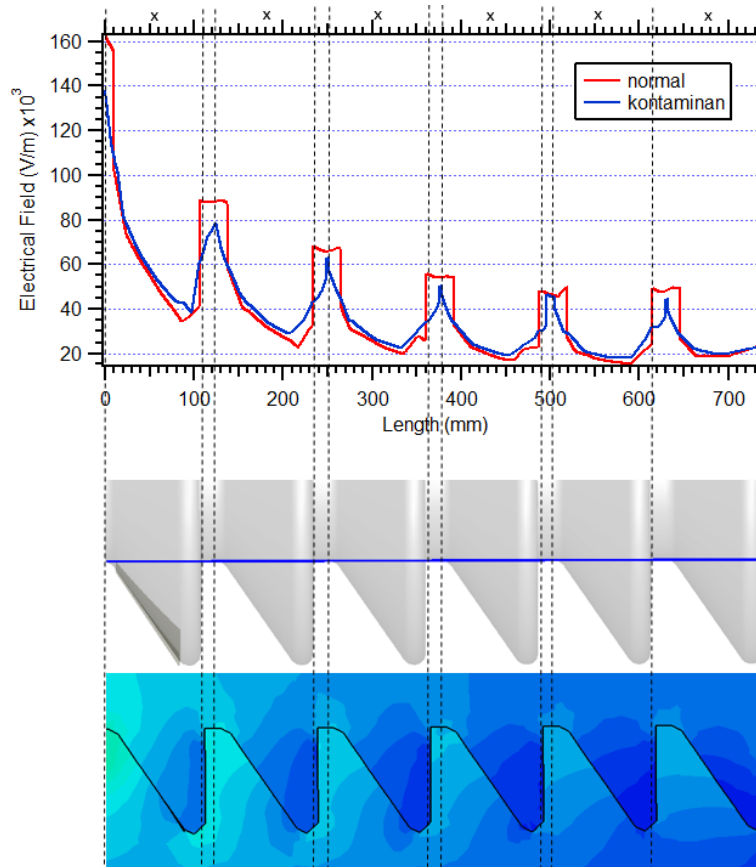 x x x x x x
160
140
120
100
80
60
40
20
Electrical Field (V/m) x10³
normal
kontaminan
0 100 200 300 400 500 600 700
Length (mm)